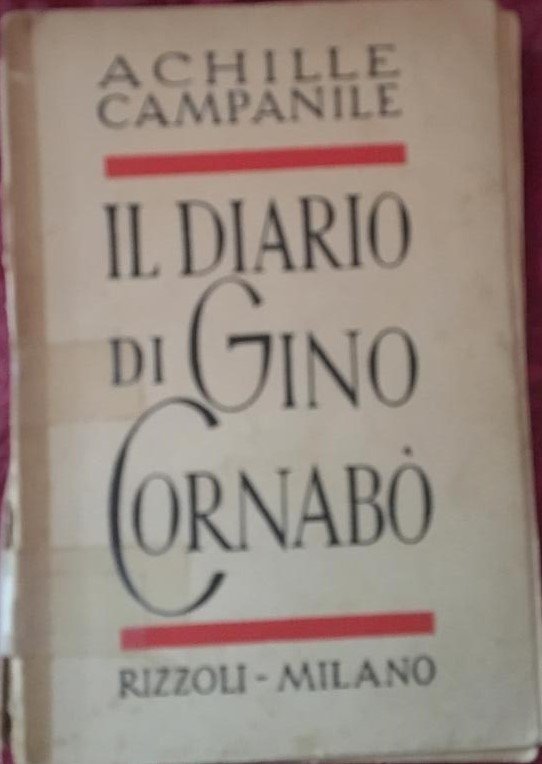 ACHILLE
CAMPANILE
IL DIARIO
DI GINO
CORNABÒ
RIZZOLI - MILANO